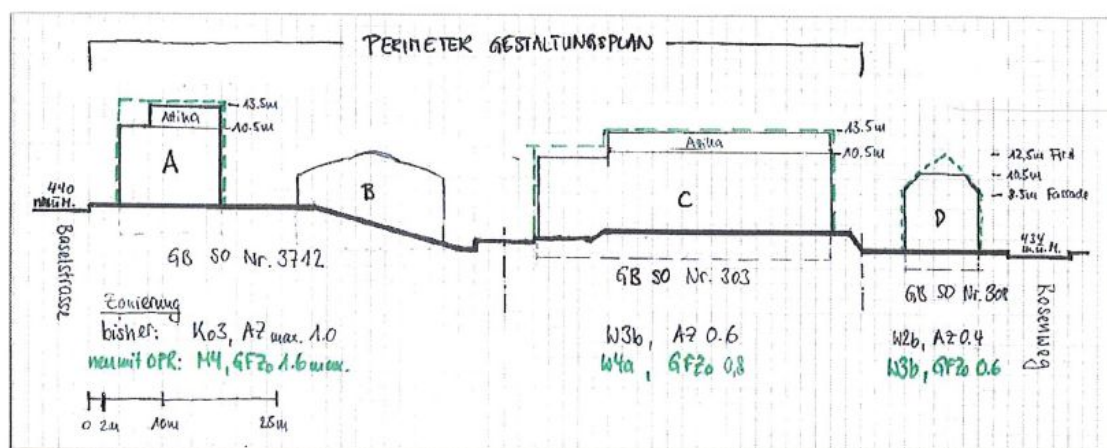 PERIMETER GESTALTUNGSPLAN
13.5m
Attika
10.5m
A
B
13.5m
Attika
10.5m
C
12,5m First
10.5m
8.5m Fassade
D
440
m.ü.M.
434
m.ü.M.
Baselstrasse
GB SO Nr. 3712
GB SO Nr. 303
GB SO Nr.
Rosenweg
Zonierung
bisher: Ko3, AZ max. 1.0
neu mit OPR: M4, GFZo 1.6 max.
W3b, AZ 0.6
W4a, GFZo 0,8
W2b, AZ 0.4
W3b, GFZo 0.6
0 2m 10m 25m